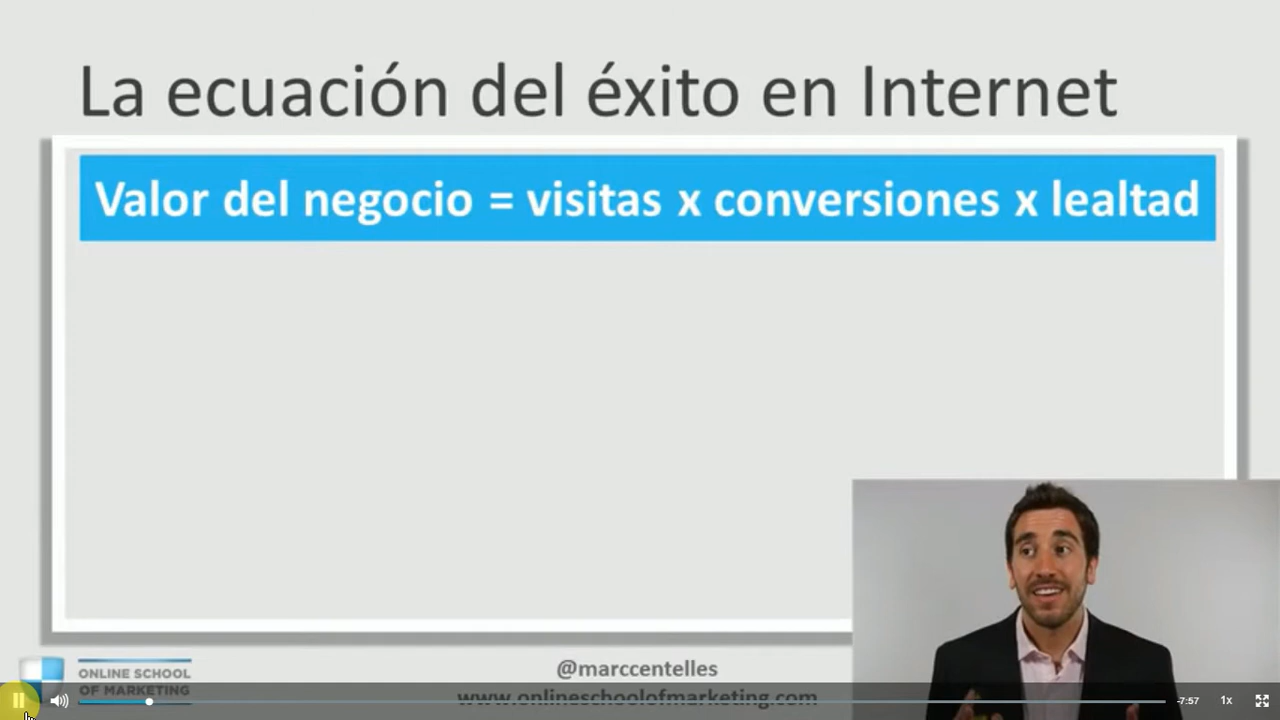 La ecuación del éxito en Internet
Valor del negocio = visitas x conversiones x lealtad
ONLINE SCHOOL
OF MARKETING
@marccentelles
www.onlineschoolofmarketing.com
-7:57
1x